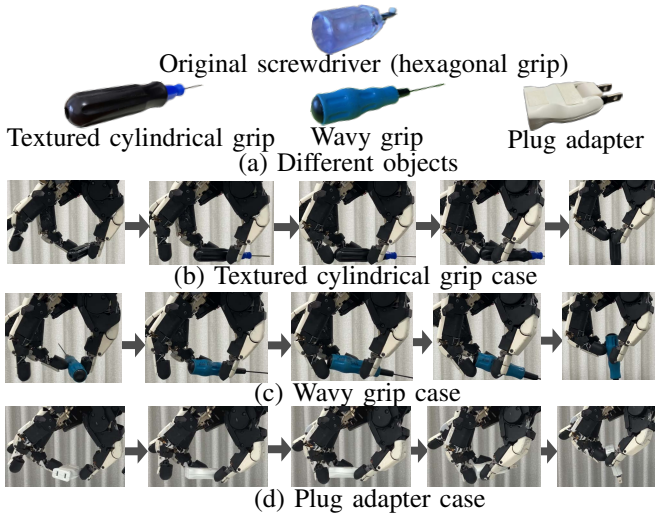 Original screwdriver (hexagonal grip)
Textured cylindrical grip
Wavy grip
Plug adapter
(a) Different objects
(b) Textured cylindrical grip case
(c) Wavy grip case
(d) Plug adapter case